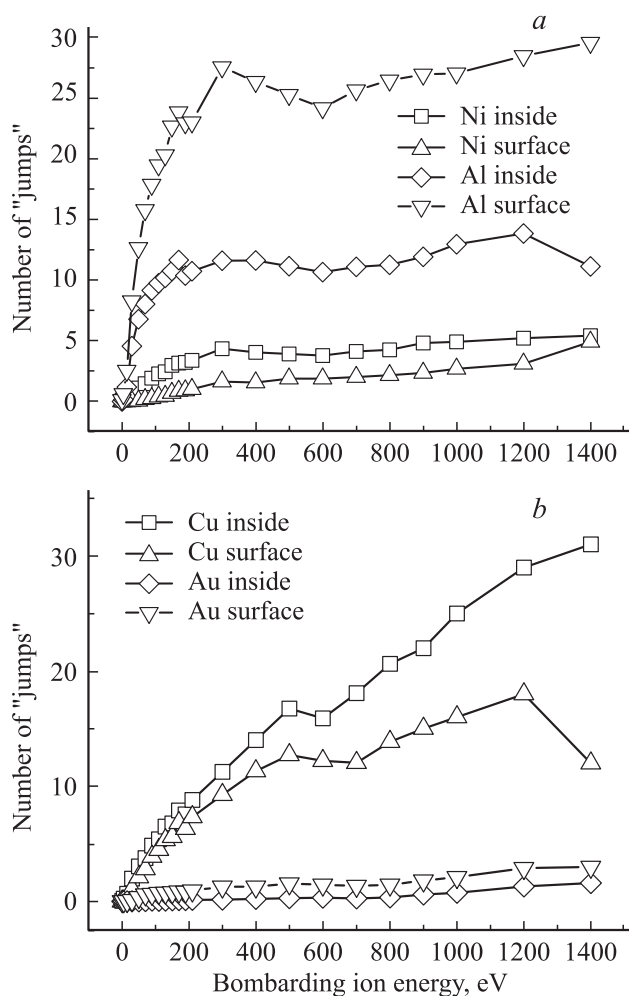 a
30
25
20
15
10
5
0
Number of "jumps"
Ni inside
Ni surface
Al inside
Al surface
0 200 400 600 800 1000 1200 1400
b
30
20
10
0
Number of "jumps"
Cu inside
Cu surface
Au inside
Au surface
0 200 400 600 800 1000 1200 1400
Bombarding ion energy, eV